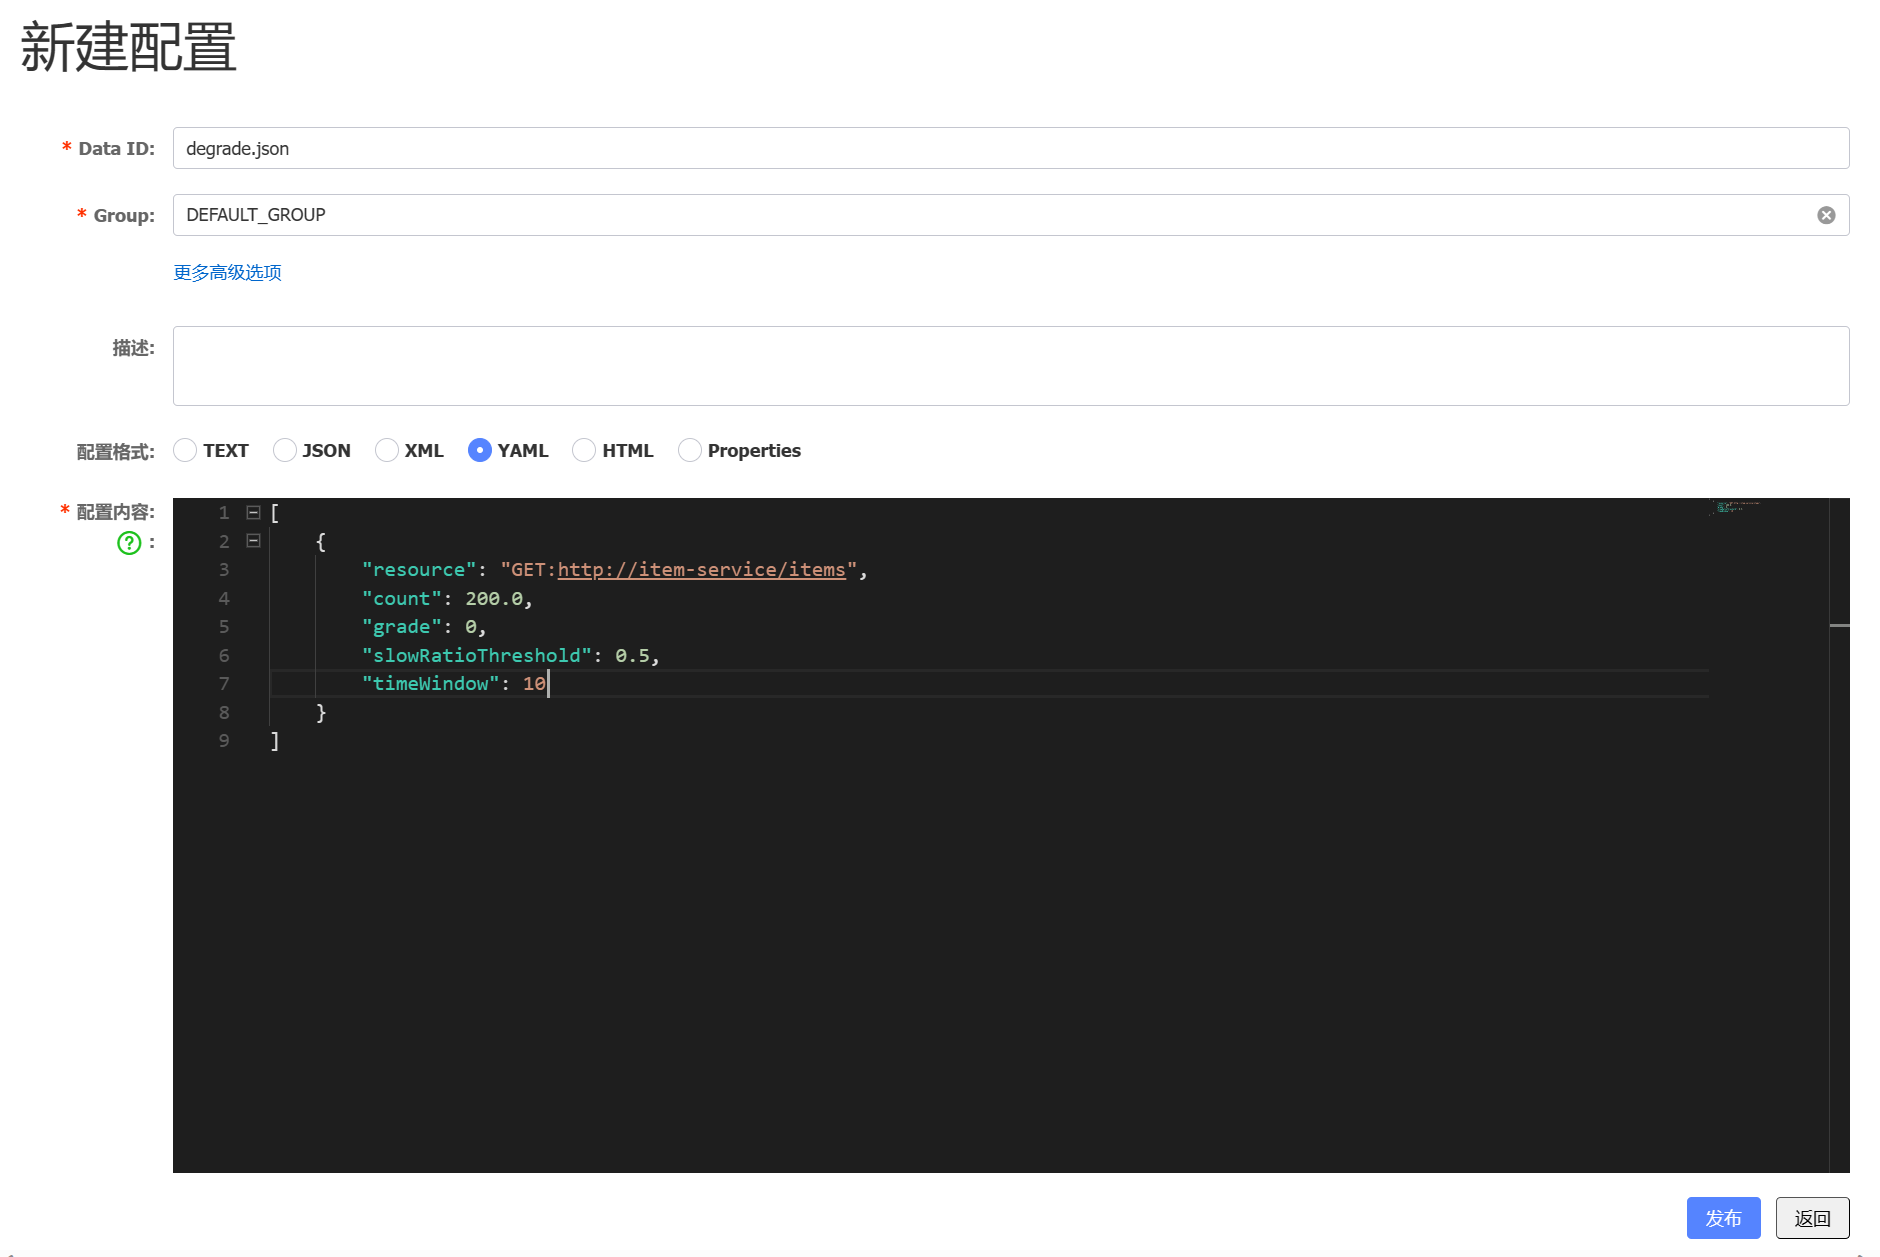 新建配置
* Data ID: degrade.json
* Group: DEFAULT_GROUP
更多高级选项
描述:
配置格式: TEXT JSON XML YAML HTML Properties
* 配置内容:
? :
1 [
2 {
3 "resource": "GET:http://item-service/items",
4 "count": 200.0,
5 "grade": 0,
6 "slowRatioThreshold": 0.5,
7 "timeWindow": 10
8 }
9 ]
发布 返回